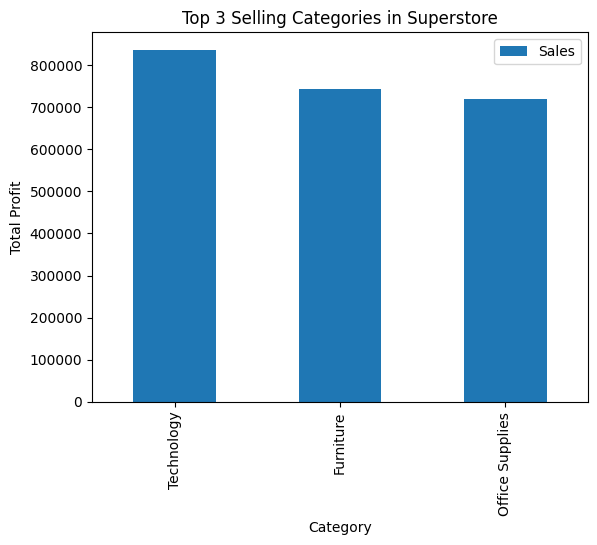 Top 3 Selling Categories in Superstore
Sales
Total Profit
800000
700000
600000
500000
400000
300000
200000
100000
0
Technology
Furniture
Office Supplies
Category